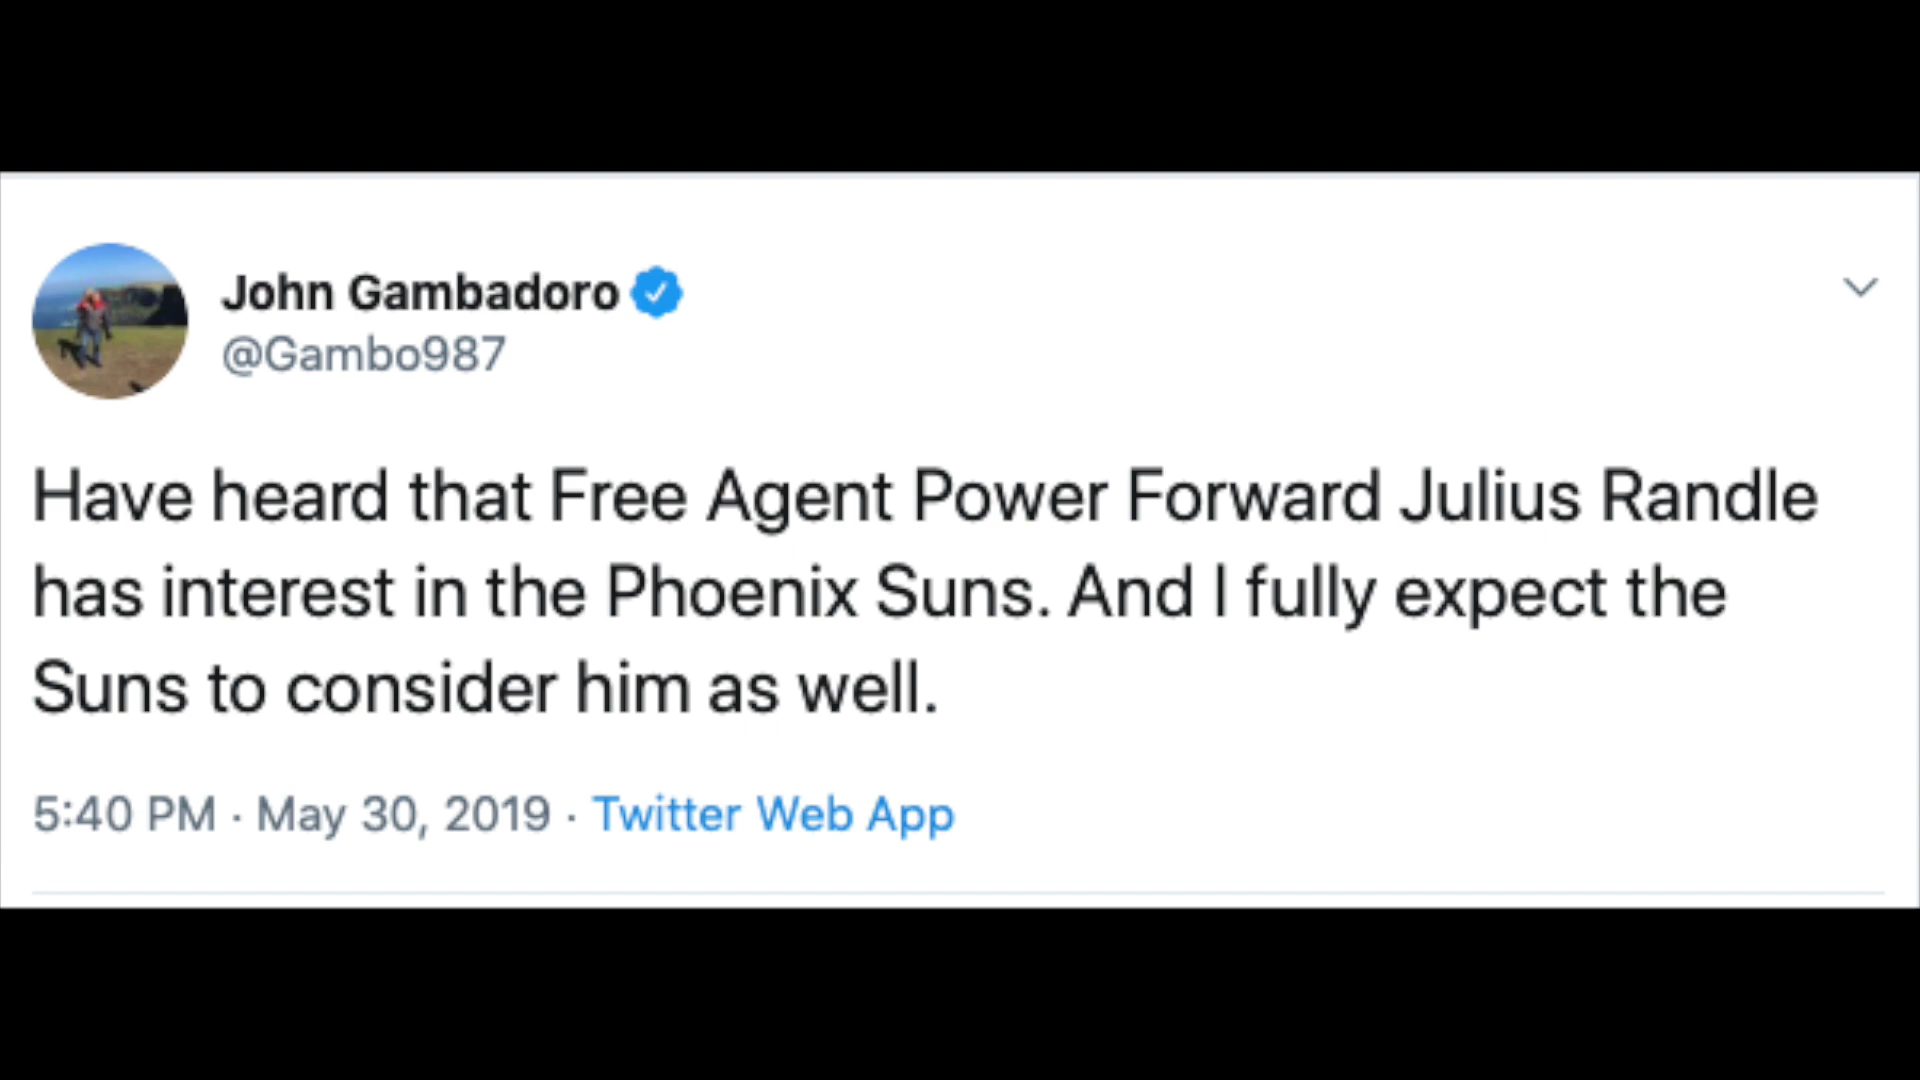 John Gambadoro
@Gambo987
Have heard that Free Agent Power Forward Julius Randle
has interest in the Phoenix Suns. And I fully expect the
Suns to consider him as well.
5:40 PM · May 30, 2019 · Twitter Web App